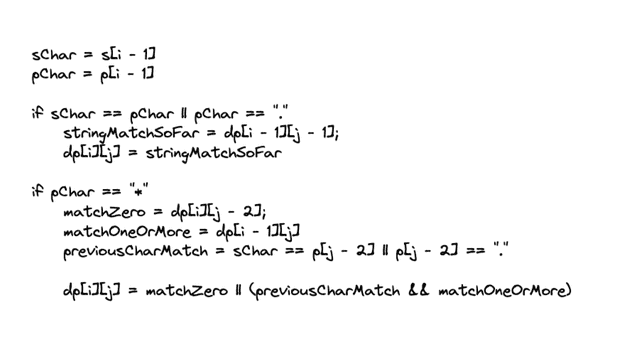 sChar = s[i - 1]
pChar = p[i - 1]
if sChar == pChar || pChar == "."
stringMatchSoFar = dp[i - 1][j - 1];
dp[i][j] = stringMatchSoFar
if pChar == "*"
matchZero = dp[i][j - 2];
matchOneOrMore = dp[i - 1][j]
previousCharMatch = sChar == p[j - 2] || p[j - 2] == "."
dp[i][j] = matchZero || (previousCharMatch && matchOneOrMore)